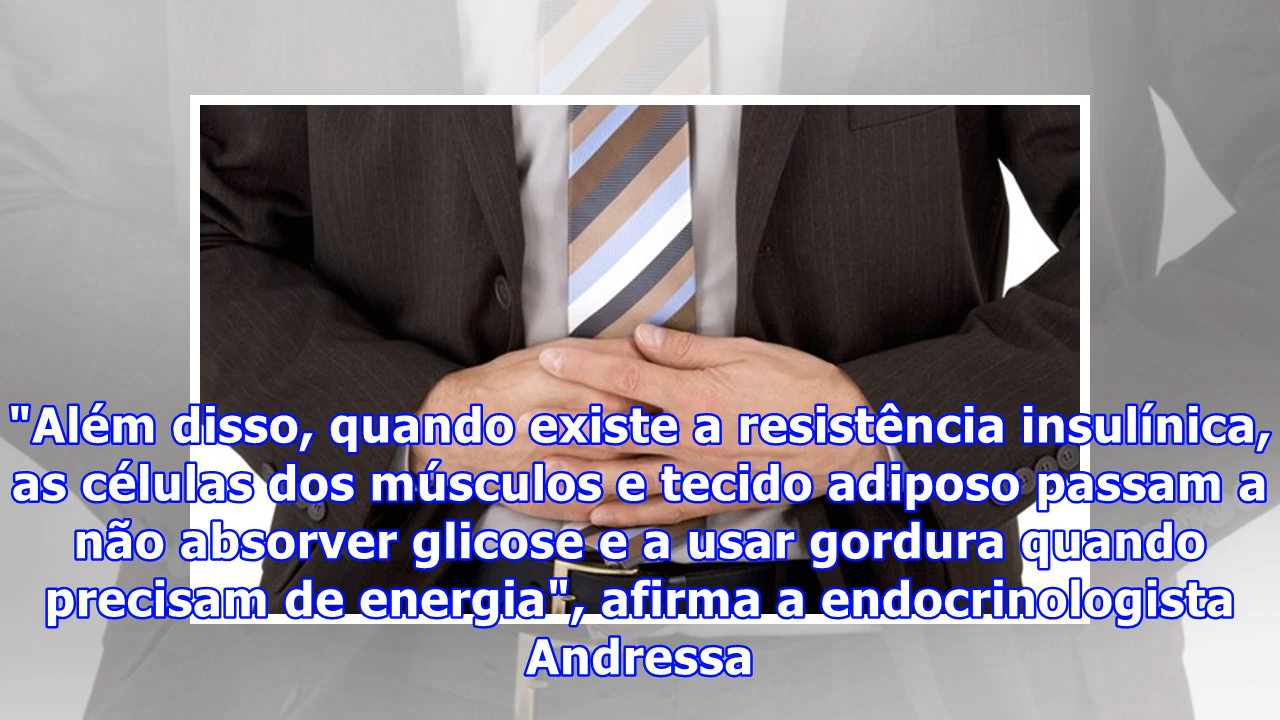 "Além disso, quando existe a resistência insulínica,
as células dos músculos e tecido adiposo passam a
não absorver glicose e a usar gordura quando
precisam de energia", afirma a endocrinologista
Andressa